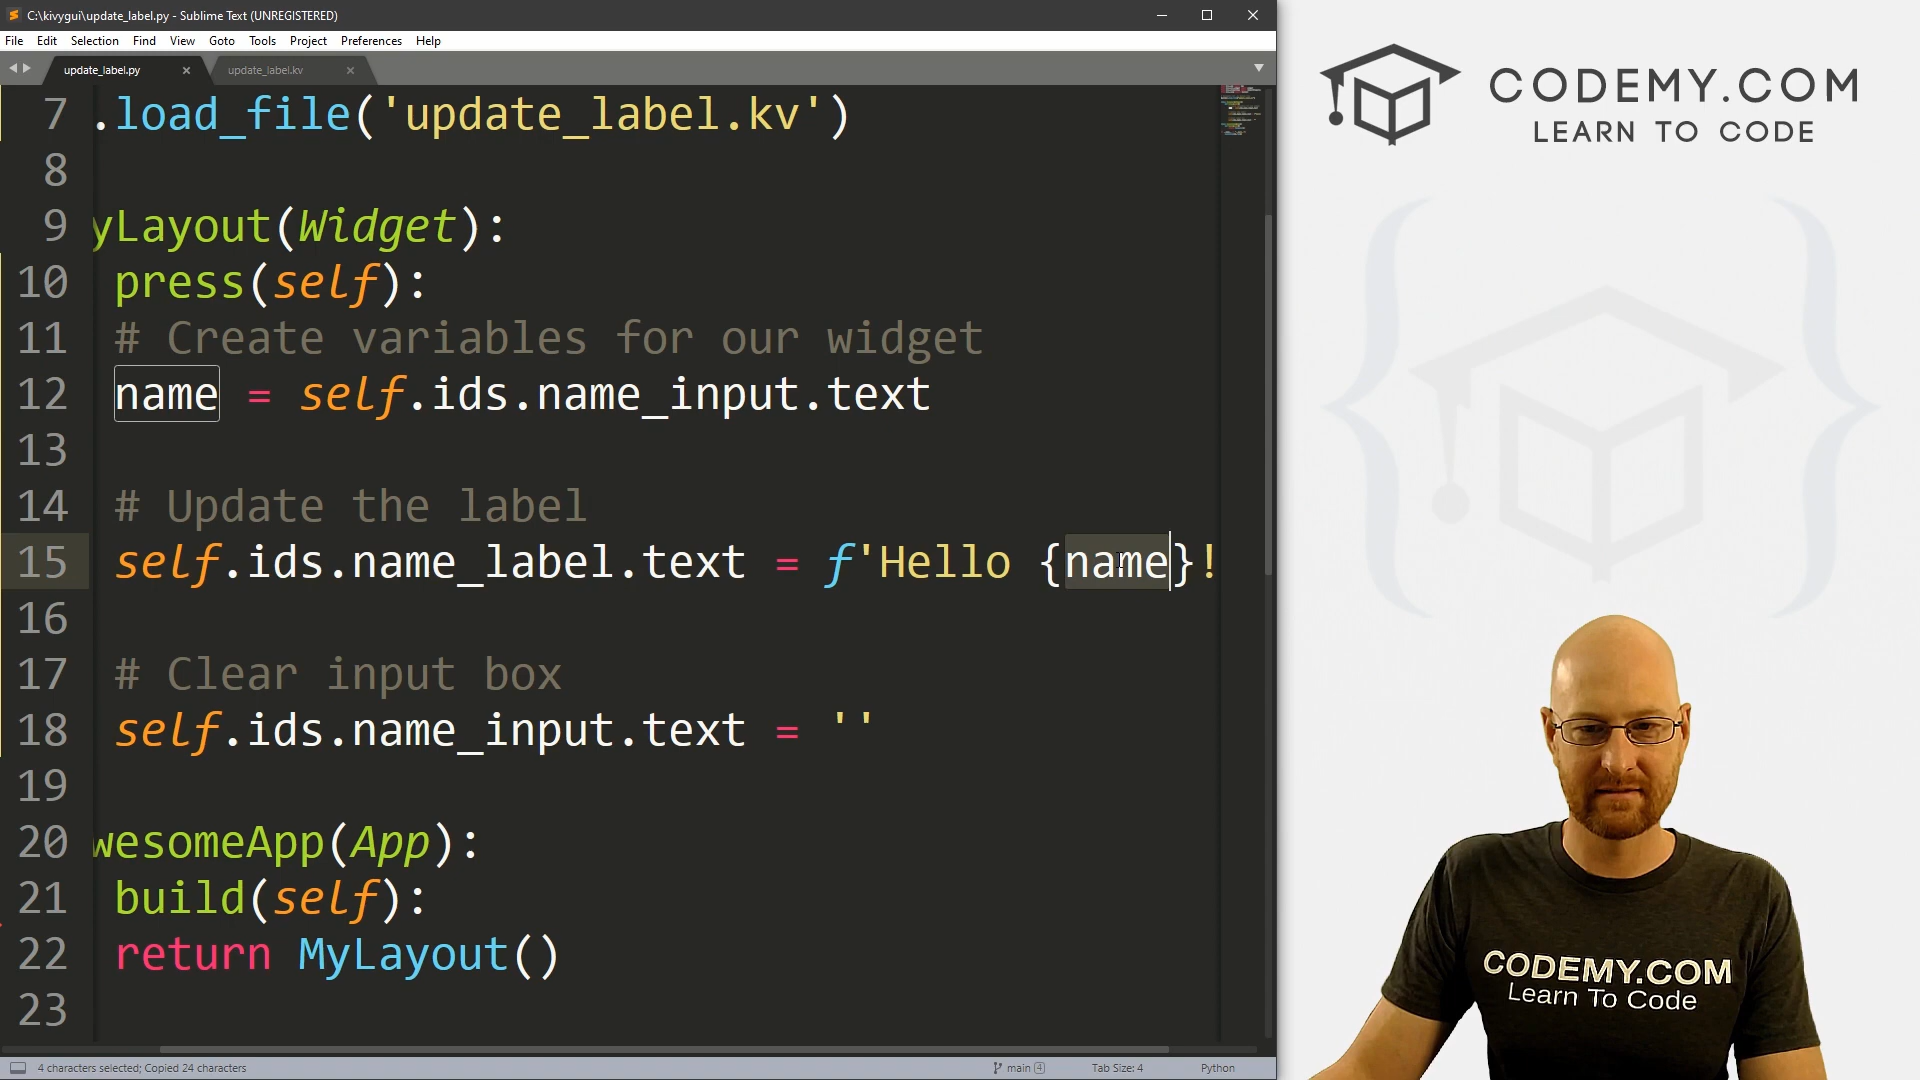 C:\kivygui\update_label.py - Sublime Text (UNREGISTERED)
File Edit Selection Find View Goto Tools Project Preferences Help
update_label.py
update_label.kv
7 .load_file('update_label.kv')
8
9 yLayout(Widget):
10 press(self):
11 # Create variables for our widget
12 name = self.ids.name_input.text
13
14 # Update the label
15 self.ids.name_label.text = f'Hello {name}!
16
17 # Clear input box
18 self.ids.name_input.text = ''
19
20 wesomeApp(App):
21 build(self):
22 return MyLayout()
23
4 characters selected; Copied 24 characters
main 4
Tab Size: 4
Python
CODEMY.COM
LEARN TO CODE
CODEMY.COM
Learn To Code